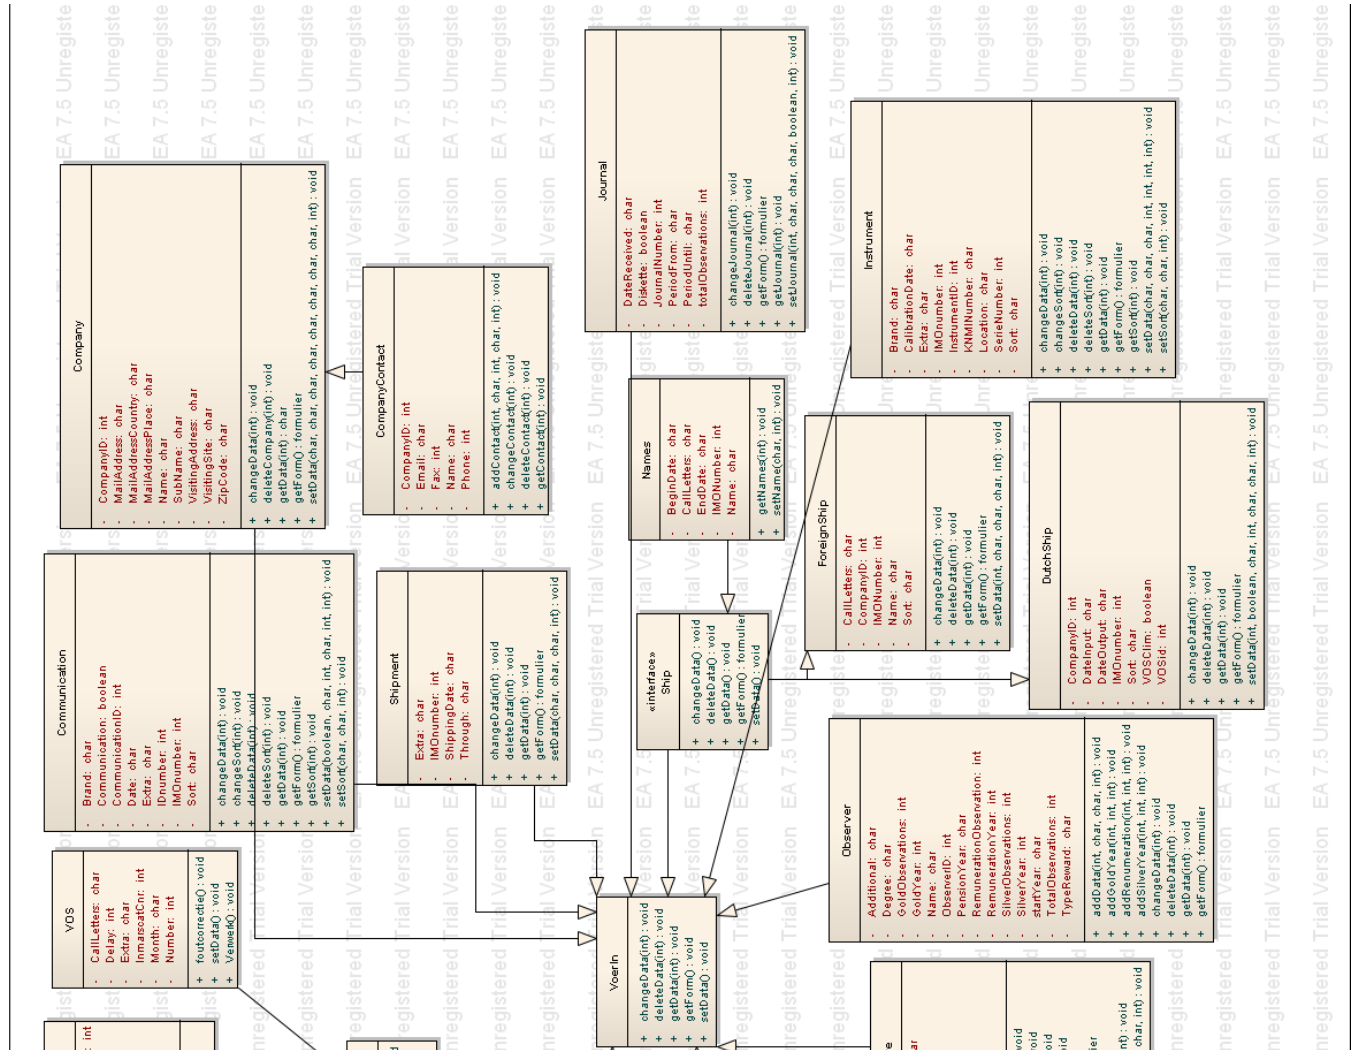 Company
- CompanyID: int
- MailAddress: char
- MailAddressCountry: char
- MailAddressPlace: char
- Name: char
- SubName: char
- VisitingAddress: char
- VisitingSite: char
- ZipCode: char
+ changeData(int) : void
+ deleteCompany(int) : void
+ getData(int) : char
+ getForm() : formulier
+ setData(char, char, char, char, char, char, char, int) : void
CompanyContact
- CompanyID: int
- Email: char
- Fax: int
- Name: char
- Phone: int
+ addContact(int, char, int, char, int) : void
+ changeContact(int) : void
+ deleteContact(int) : void
+ getContact(int) : void
Journal
- DateReceived: char
- Diskette: boolean
- JournalNumber: int
- PeriodFrom: char
- PeriodUntil: char
- totalObservations: int
+ changeJournal(int) : void
+ deleteJournal(int) : void
+ getForm() : formulier
+ getJournal(int) : void
+ setJournal(int, char, char, char, boolean, int) : void
Instrument
- Brand: char
- CalibrationDate: char
- Extra: char
- IMOnumber: int
- InstrumentID: int
- KNMINumber: char
- Location: char
- SerieNumber: int
- Sort: char
+ changeData(int) : void
+ changeSort(int) : void
+ deleteData(int) : void
+ deleteSort(int) : void
+ getData(int) : void
+ getForm() : formulier
+ getSort(int) : void
+ setData(char, char, char, int, int, int, int) : void
+ setSort(char, char, int) : void
Names
- BeginDate: char
- CallLetters: char
- EndDate: char
- IMONumber: int
- Name: char
+ getNames(int) : void
+ setName(char, int) : void
ForeignShip
- CallLetters: char
- CompanyID: int
- IMONumber: int
- Name: char
- Sort: char
+ changeData(int) : void
+ deleteData(int) : void
+ getData(int) : void
+ getForm() : formulier
+ setData(int, char, char, char, int) : void
DutchShip
- CompanyID: int
- DateInput: char
- DateOutput: char
- IMOnumber: int
- Sort: char
- VOSClim: boolean
- VOSid: int
+ changeData(int) : void
+ deleteData(int) : void
+ getData(int) : void
+ getForm() : formulier
+ setData(int, boolean, char, int, char, char, int) : void
Communication
- Brand: char
- Communication: boolean
- CommunicationID: int
- Date: char
- Extra: char
- IDnumber: int
- IMOnumber: int
- Sort: char
+ changeData(int) : void
+ changeSort(int) : void
+ deleteData(int) : void
+ deleteSort(int) : void
+ getData(int) : void
+ getForm() : formulier
+ getSort(int) : void
+ setData(boolean, char, int, char, int, int) : void
+ setSort(char, char, int) : void
Shipment
- Extra: char
- IMOnumber: int
- ShippingDate: char
- Through: char
+ changeData(int) : void
+ deleteData(int) : void
+ getData(int) : void
+ getForm() : formulier
+ setData(char, char, char, int) : void
«interface»
Ship
+ changeData() : void
+ deleteData() : void
+ getData() : void
+ getForm() : formulier
+ setData() : void
Observer
- Additional: char
- Degree: char
- GoldObservations: int
- GoldYear: int
- Name: char
- ObserverID: int
- PensionYear: char
- RemunerationObservation: int
- RemunerationYear: int
- SilverObservations: int
- SilverYear: int
- startYear: char
- TotalObservations: int
- TypeReward: char
+ addData(int, char, char, int) : void
+ addGoldYear(int, int, int) : void
+ addRenumeration(int, int, int) : void
+ addSilverYear(int, int, int) : void
+ changeData(int) : void
+ deleteData(int) : void
+ getData(int) : void
+ getForm() : formulier
VOS
- CallLetters: char
- Delay: int
- Extra: char
- InmarsatCnr: int
- Month: char
- Number: int
+ foutcorrectie() : void
+ setData() : void
+ Verwerk() : void
VoerIn
+ changeData(int) : void
+ deleteData(int) : void
+ getData(int) : void
+ getForm() : void
+ setData() : void
EA 7.5 Unregistered Trial Version